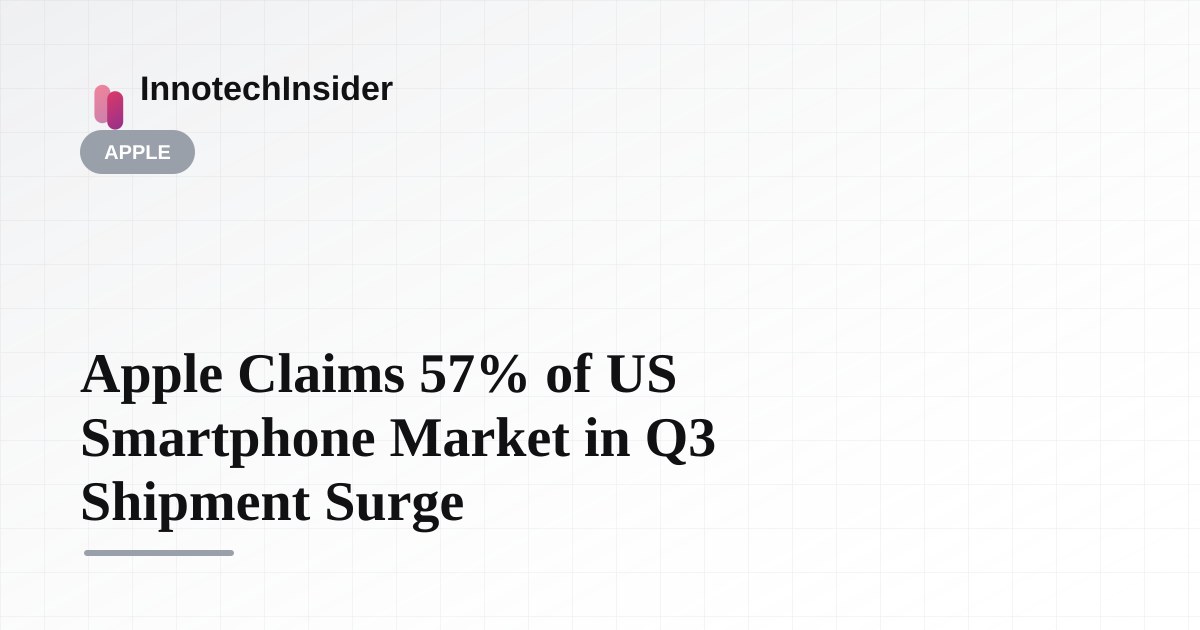 InnotechInsider
APPLE
Apple Claims 57% of US
Smartphone Market in Q3
Shipment Surge